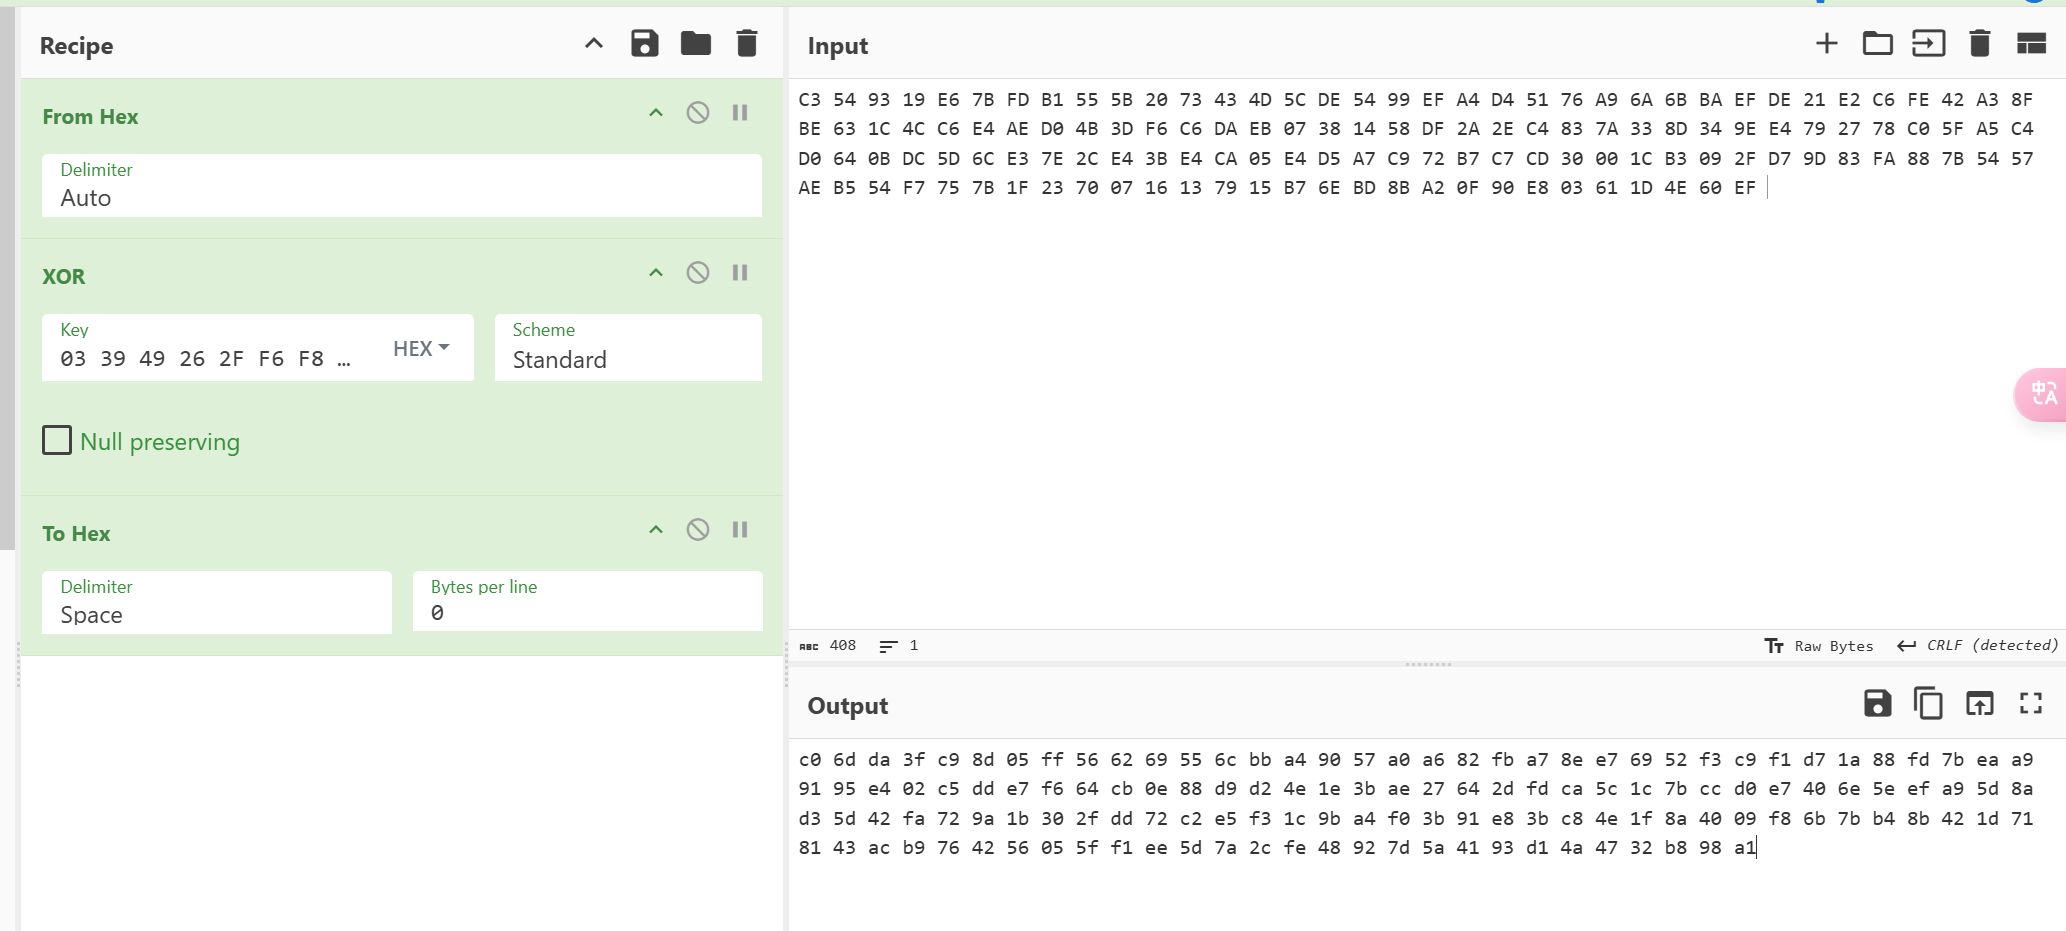 Recipe
From Hex
Delimiter
Auto
XOR
Key
03 39 49 26 2F F6 F8 …
HEX
Scheme
Standard
Null preserving
To Hex
Delimiter
Space
Bytes per line
0
Input
C3 54 93 19 E6 7B FD B1 55 5B 20 73 43 4D 5C DE 54 99 EF A4 D4 51 76 A9 6A 6B BA EF DE 21 E2 C6 FE 42 A3 8F
BE 63 1C 4C C6 E4 AE D0 4B 3D F6 C6 DA EB 07 38 14 58 DF 2A 2E C4 83 7A 33 8D 34 9E E4 79 27 78 C0 5F A5 C4
D0 64 0B DC 5D 6C E3 7E 2C E4 3B E4 CA 05 E4 D5 A7 C9 72 B7 C7 CD 30 00 1C B3 09 2F D7 9D 83 FA 88 7B 54 57
AE B5 54 F7 75 7B 1F 23 70 07 16 13 79 15 B7 6E BD 8B A2 0F 90 E8 03 61 1D 4E 60 EF
ABC 408 1
Tт Raw Bytes CRLF (detected)
中A
Output
c0 6d da 3f c9 8d 05 ff 56 62 69 55 6c bb a4 90 57 a0 a6 82 fb a7 8e e7 69 52 f3 c9 f1 d7 1a 88 fd 7b ea a9
91 95 e4 02 c5 dd e7 f6 64 cb 0e 88 d9 d2 4e 1e 3b ae 27 64 2d fd ca 5c 1c 7b cc d0 e7 40 6e 5e ef a9 5d 8a
d3 5d 42 fa 72 9a 1b 30 2f dd 72 c2 e5 f3 1c 9b a4 f0 3b 91 e8 3b c8 4e 1f 8a 40 09 f8 6b 7b b4 8b 42 1d 71
81 43 ac b9 76 42 56 05 5f f1 ee 5d 7a 2c fe 48 92 7d 5a 41 93 d1 4a 47 32 b8 98 a1